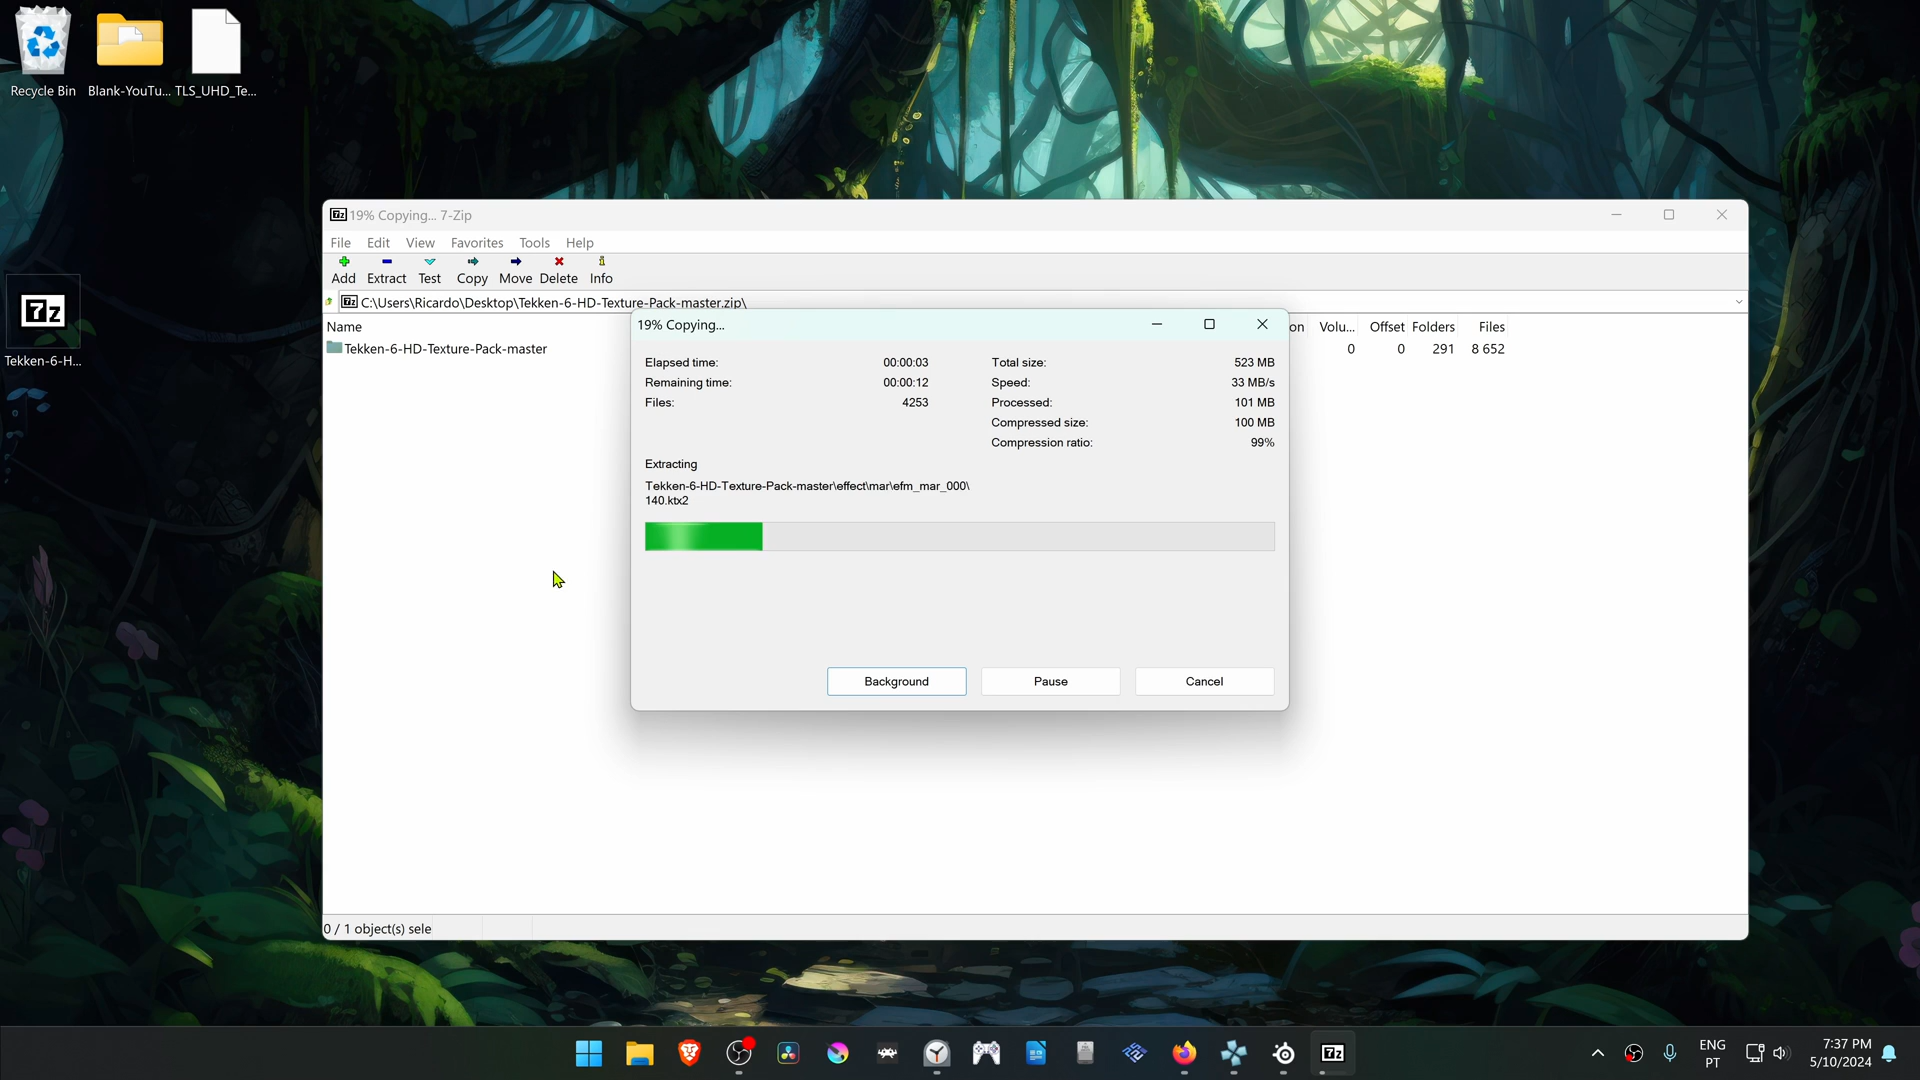 Recycle Bin
Blank-YouTu...
TLS_UHD_Te...
7z
Tekken-6-H...
7z 19% Copying... 7-Zip
File Edit View Favorites Tools Help
Add Extract Test Copy Move Delete Info
7z C:\Users\Ricardo\Desktop\Tekken-6-HD-Texture-Pack-master.zip\
Name on Volu... Offset Folders Files
Tekken-6-HD-Texture-Pack-master 0 0 291 8 652
19% Copying...
Elapsed time: 00:00:03 Total size: 523 MB
Remaining time: 00:00:12 Speed: 33 MB/s
Files: 4253 Processed: 101 MB
Compressed size: 100 MB
Compression ratio: 99%
Extracting
Tekken-6-HD-Texture-Pack-master\effect\mar\efm_mar_000\
140.ktx2
Background Pause Cancel
0 / 1 object(s) sele
7z
ENG
PT
7:37 PM
5/10/2024